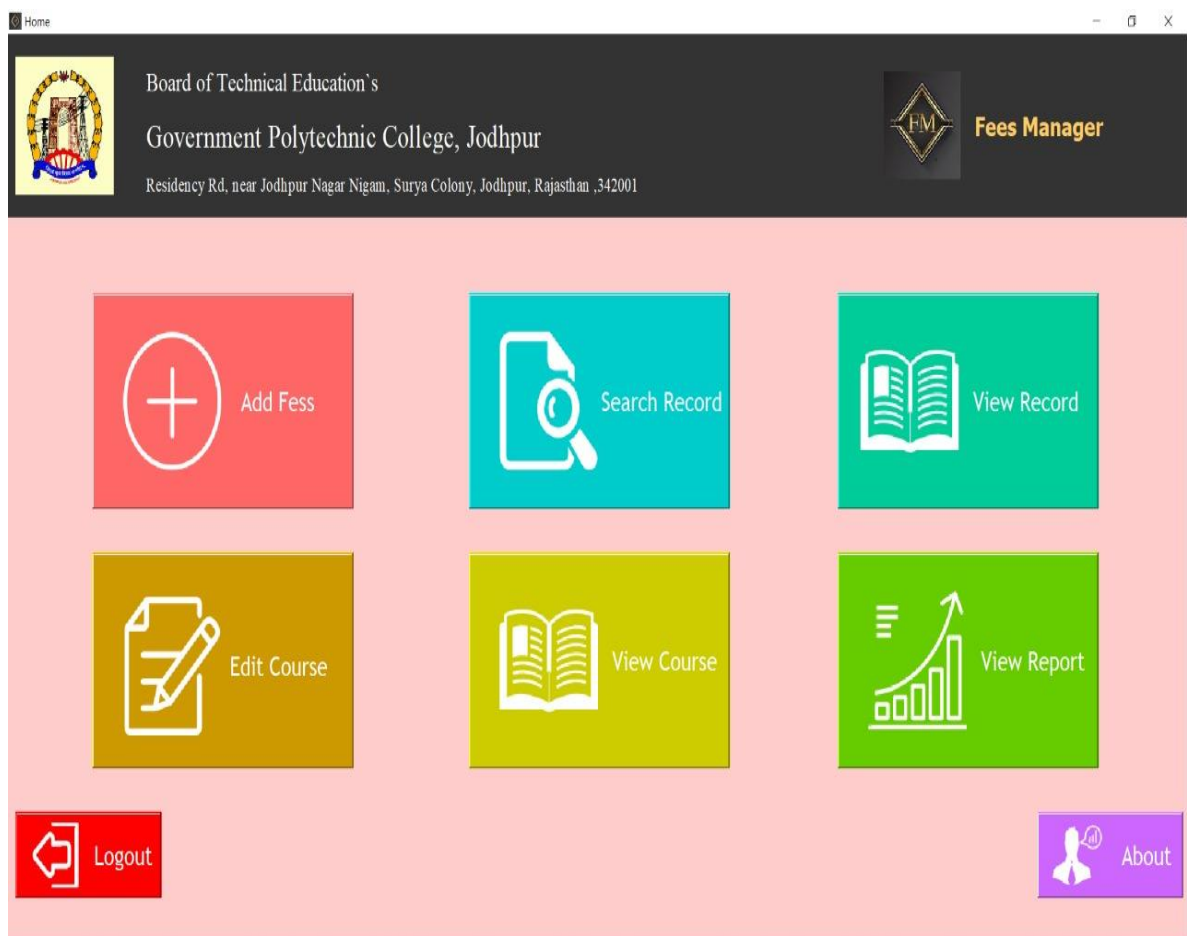 Home
Board of Technical Education`s
Government Polytechnic College, Jodhpur
Residency Rd, near Jodhpur Nagar Nigam, Surya Colony, Jodhpur, Rajasthan ,342001
FM
Fees Manager
Add Fess
Search Record
View Record
Edit Course
View Course
View Report
Logout
About